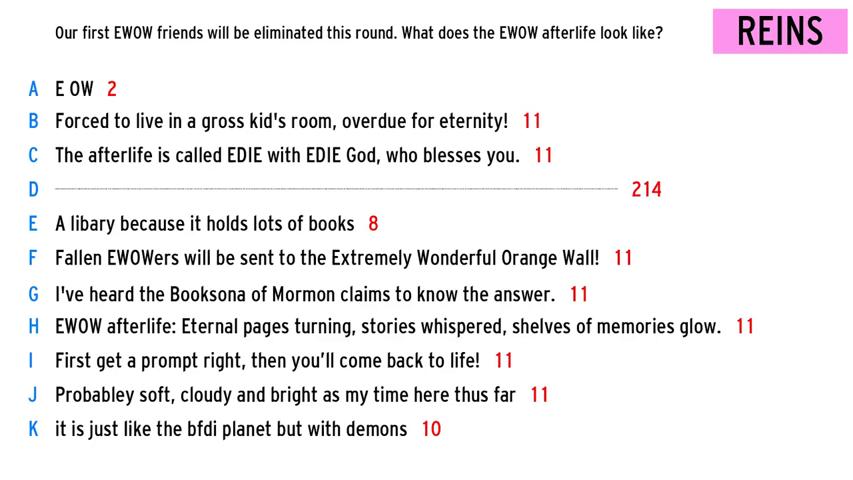 Our first EWOW friends will be eliminated this round. What does the EWOW afterlife look like?
REINS
A E OW 2
B Forced to live in a gross kid's room, overdue for eternity! 11
C The afterlife is called EDIE with EDIE God, who blesses you. 11
D 214
E A libary because it holds lots of books 8
F Fallen EWOWers will be sent to the Extremely Wonderful Orange Wall! 11
G I've heard the Booksona of Mormon claims to know the answer. 11
H EWOW afterlife: Eternal pages turning, stories whispered, shelves of memories glow. 11
I First get a prompt right, then you’ll come back to life! 11
J Probabley soft, cloudy and bright as my time here thus far 11
K it is just like the bfdi planet but with demons 10